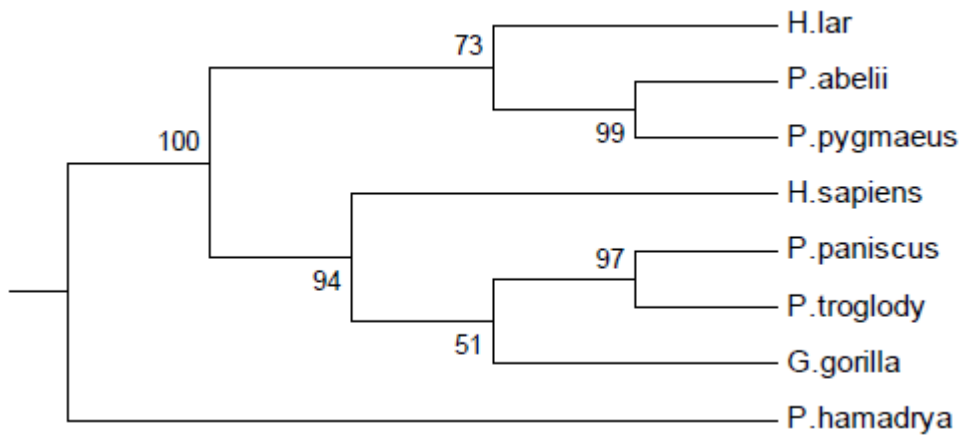 H.lar
73
P.abelii
99
P.pygmaeus
100
H.sapiens
97
P.paniscus
94
P.troglody
51
G.gorilla
P.hamadrya